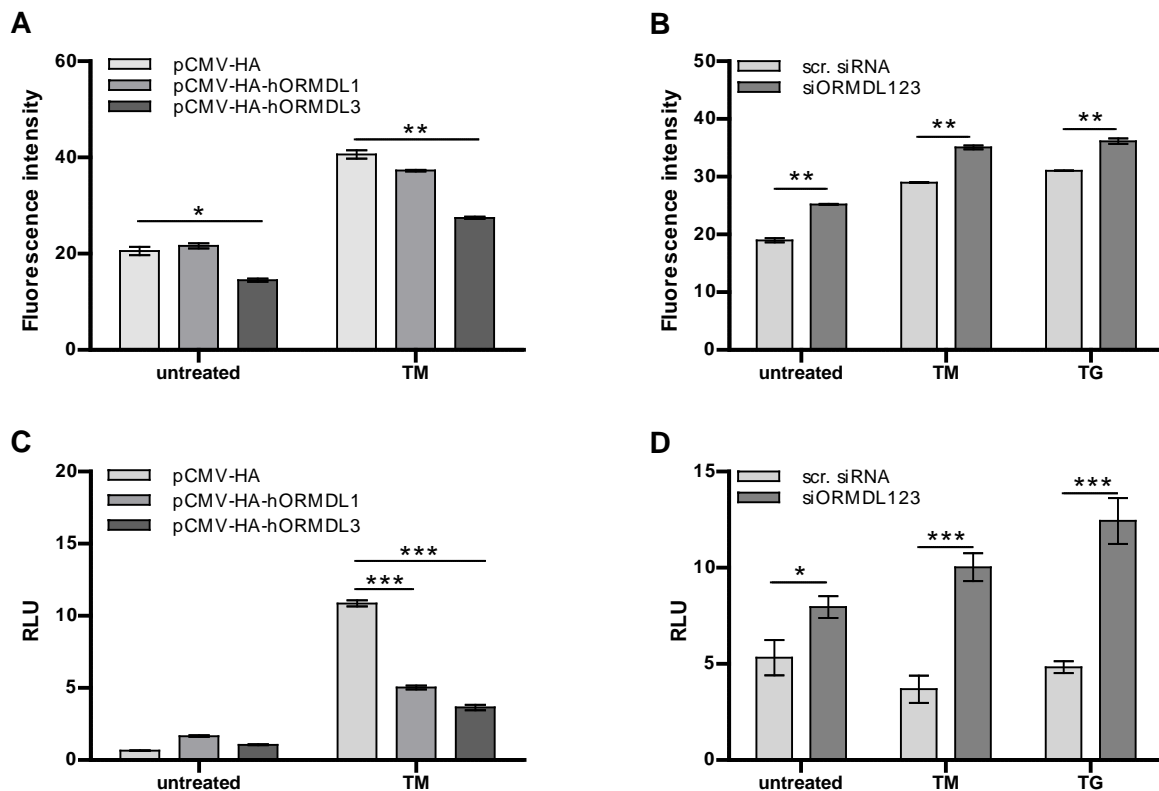 A
pCMV-HA
pCMV-HA-hORMDL1
pCMV-HA-hORMDL3
Fluorescence intensity
60
40
20
0
*
**
untreated
TM
B
scr. siRNA
siORMDL123
Fluorescence intensity
50
40
30
20
10
0
**
**
**
untreated
TM
TG
C
pCMV-HA
pCMV-HA-hORMDL1
pCMV-HA-hORMDL3
RLU
20
15
10
5
0
***
***
untreated
TM
D
scr. siRNA
siORMDL123
RLU
15
10
5
0
*
***
***
untreated
TM
TG